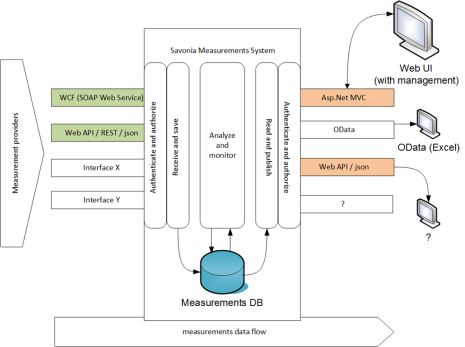 Savonia Measurements System
Measurement providers
WCF (SOAP Web Service)
Web API / REST / json
Interface X
Interface Y
Authenticate and authorize
Receive and save
Analyze
and
monitor
Read and publish
Authenticate and authorize
Asp.Net MVC
OData
Web API / json
?
Web UI
(with management)
OData (Excel)
?
Measurements DB
measurements data flow